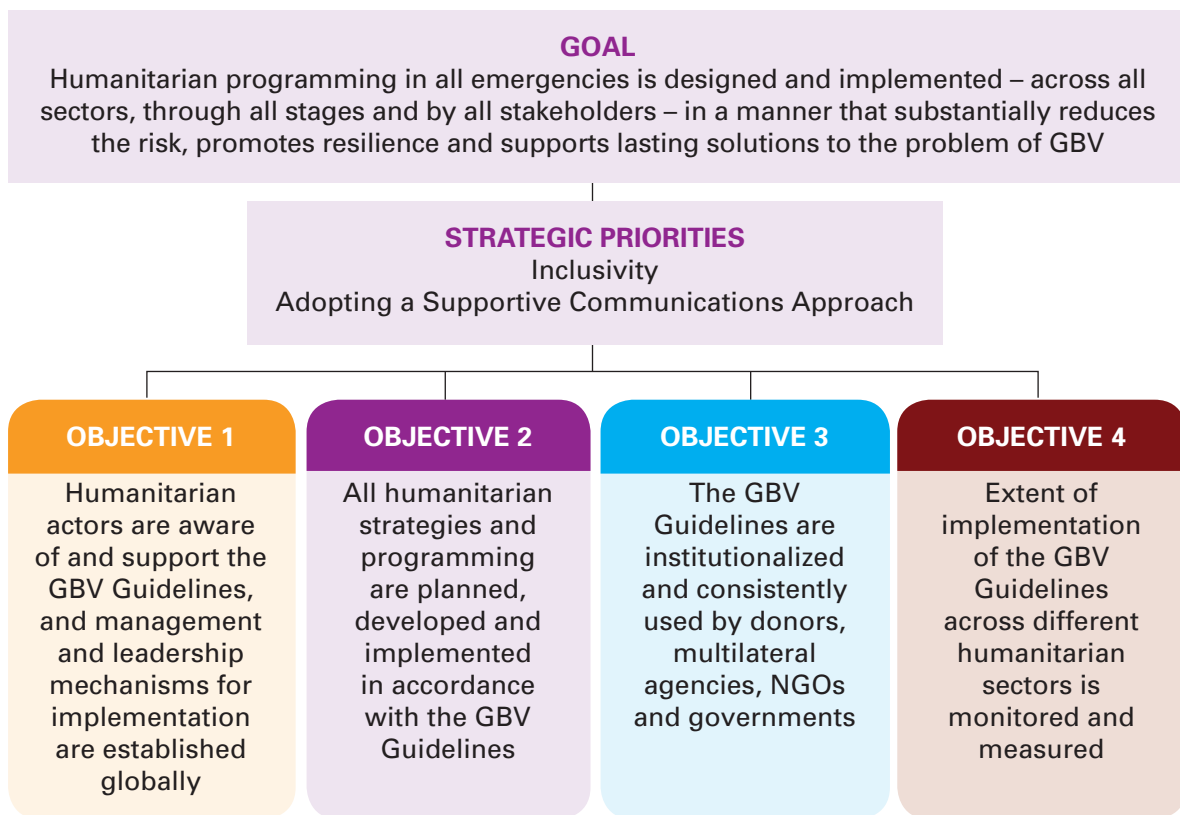 GOAL
Humanitarian programming in all emergencies is designed and implemented – across all
sectors, through all stages and by all stakeholders – in a manner that substantially reduces
the risk, promotes resilience and supports lasting solutions to the problem of GBV
STRATEGIC PRIORITIES
Inclusivity
Adopting a Supportive Communications Approach
OBJECTIVE 1
Humanitarian
actors are aware
of and support the
GBV Guidelines,
and management
and leadership
mechanisms for
implementation
are established
globally
OBJECTIVE 2
All humanitarian
strategies and
programming
are planned,
developed and
implemented
in accordance
with the GBV
Guidelines
OBJECTIVE 3
The GBV
Guidelines are
institutionalized
and consistently
used by donors,
multilateral
agencies, NGOs
and governments
OBJECTIVE 4
Extent of
implementation
of the GBV
Guidelines
across different
humanitarian
sectors is
monitored and
measured